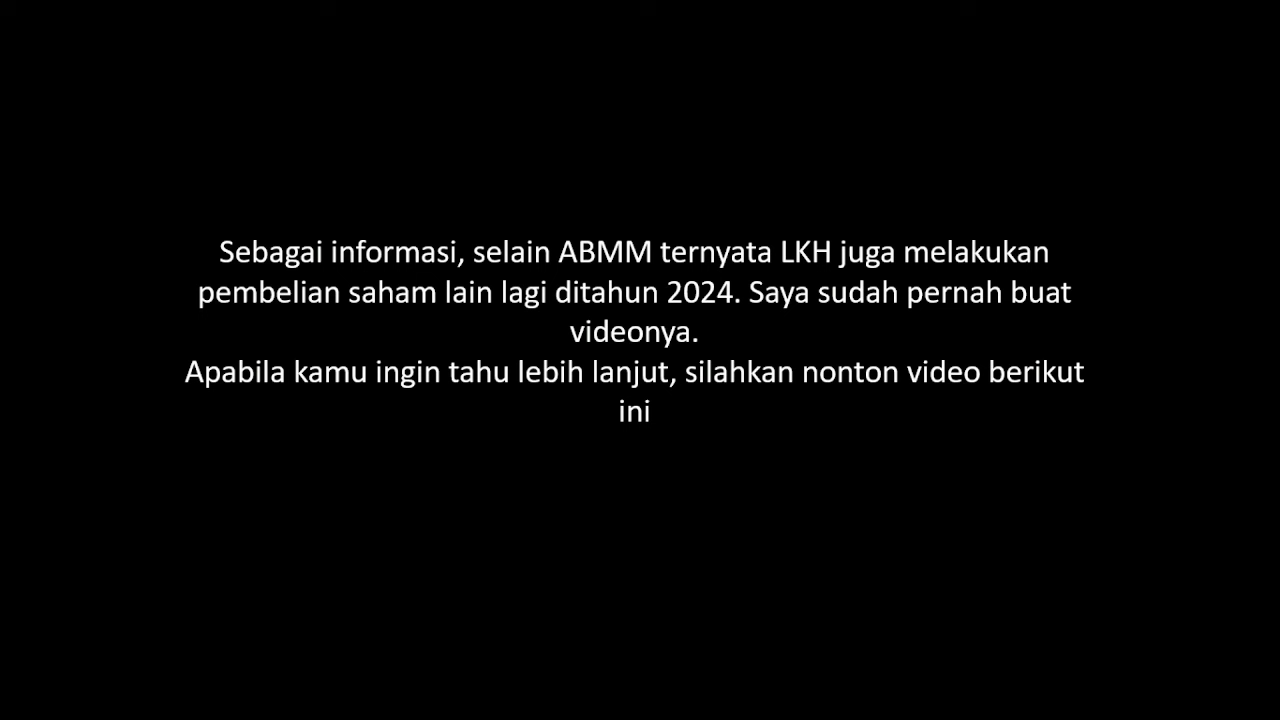 Sebagai informasi, selain ABMM ternyata LKH juga melakukan
pembelian saham lain lagi ditahun 2024. Saya sudah pernah buat
videonya.
Apabila kamu ingin tahu lebih lanjut, silahkan nonton video berikut
ini